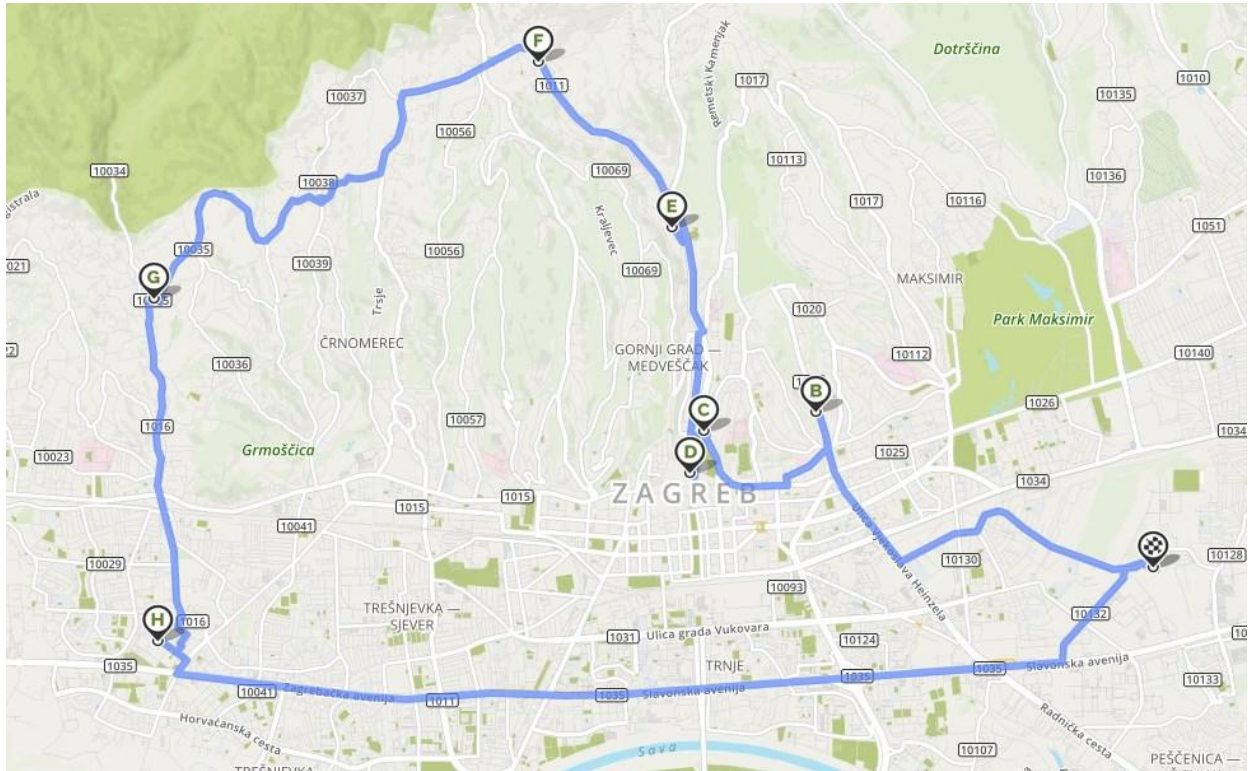 F
Dotrščina
1017
1010
1011
Remetski Kamenjak
10037
10135
10056
10113
10034
10069
10136
10038
1017
10116
E
Kraljevec
1051
10035
10056
10021
10039
10069
MAKSIMIR
G
Trsje
1020
Park Maksimir
ČRNOMEREC
GORNJI GRAD —
MEDVEŠČAK
10112
10140
10036
B
1026
C
10057
1016
1034
Grmoščica
10023
D
1025
1034
ZAGREB
1015
1015
10041
Ulica Vjekoslava Heinzela
10029
10130
10128
10093
TREŠNJEVKA —
SJEVER
10132
H
1016
1031
Ulica grada Vukovara
10124
1035
TRNJE
1035
Slavonska avenija
1035
10041
Zagrebačka avenija
1011
1035
Slavonska avenija
10133
Horvaćanska cesta
Radnička cesta
Sava
10107
PEŠČENICA —
TREŠNJEVKA